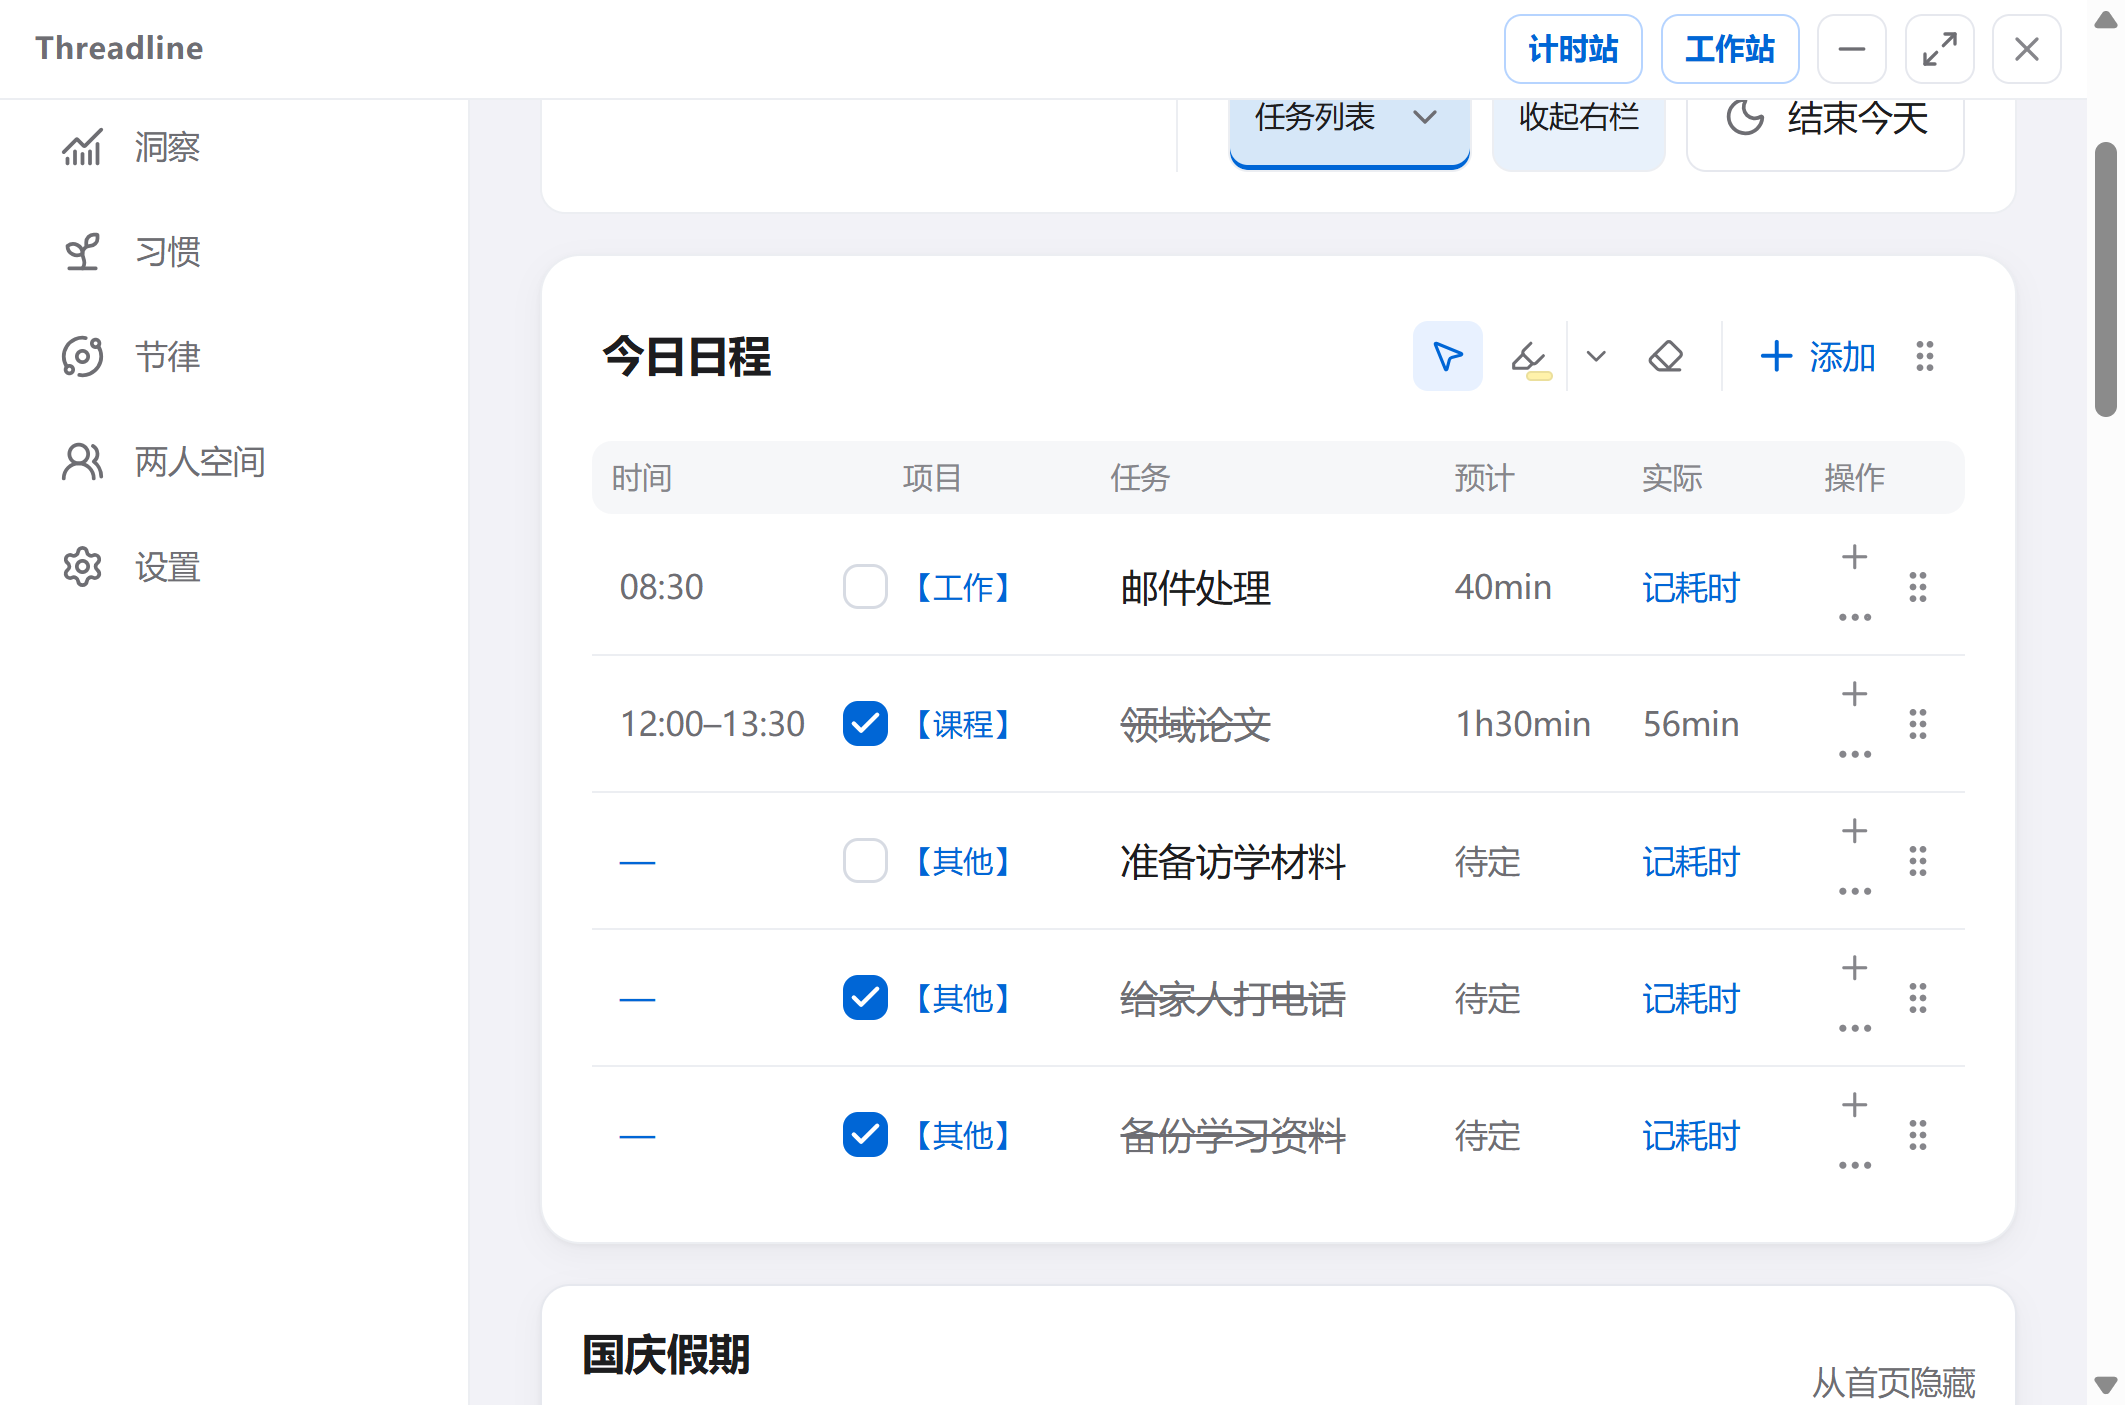 Threadline
计时站 工作站
任务列表 收起右栏 结束今天
洞察
习惯
节律
两人空间
设置
今日日程
添加
时间 项目 任务 预计 实际 操作
08:30 【工作】 邮件处理 40min 记耗时
12:00–13:30 【课程】 领域论文 1h30min 56min
— 【其他】 准备访学材料 待定 记耗时
— 【其他】 给家人打电话 待定 记耗时
— 【其他】 备份学习资料 待定 记耗时
国庆假期
从首页隐藏